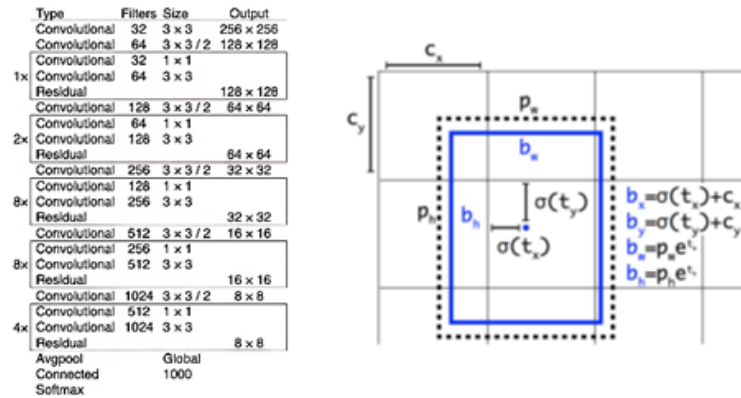 Type Filters Size Output
Convolutional 32 3 × 3 256 × 256
Convolutional 64 3 × 3 / 2 128 × 128
Convolutional 32 1 × 1
1× Convolutional 64 3 × 3
Residual 128 × 128
Convolutional 128 3 × 3 / 2 64 × 64
Convolutional 64 1 × 1
2× Convolutional 128 3 × 3
Residual 64 × 64
Convolutional 256 3 × 3 / 2 32 × 32
Convolutional 128 1 × 1
8× Convolutional 256 3 × 3
Residual 32 × 32
Convolutional 512 3 × 3 / 2 16 × 16
Convolutional 256 1 × 1
8× Convolutional 512 3 × 3
Residual 16 × 16
Convolutional 1024 3 × 3 / 2 8 × 8
Convolutional 512 1 × 1
4× Convolutional 1024 3 × 3
Residual 8 × 8
Avgpool Global
Connected 1000
Softmax
cx
cy
pw
bw
ph
bh
σ(ty)
σ(tx)
bx=σ(tx)+cx
by=σ(ty)+cy
bw=pwe
bh=phe